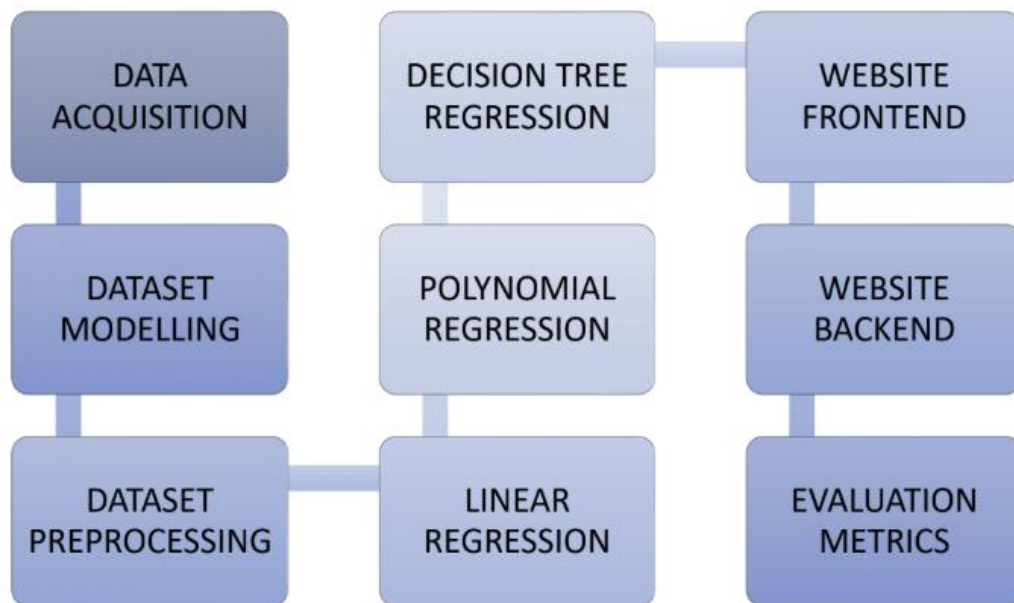 DATA
ACQUISITION
DATASET
MODELLING
DATASET
PREPROCESSING
LINEAR
REGRESSION
POLYNOMIAL
REGRESSION
DECISION TREE
REGRESSION
WEBSITE
FRONTEND
WEBSITE
BACKEND
EVALUATION
METRICS